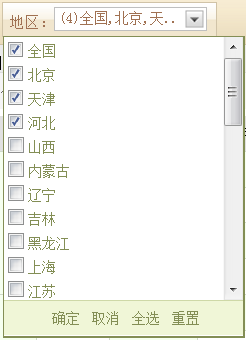 地区: (4)全国,北京,天..
全国
北京
天津
河北
山西
内蒙古
辽宁
吉林
黑龙江
上海
江苏
确定 取消 全选 重置